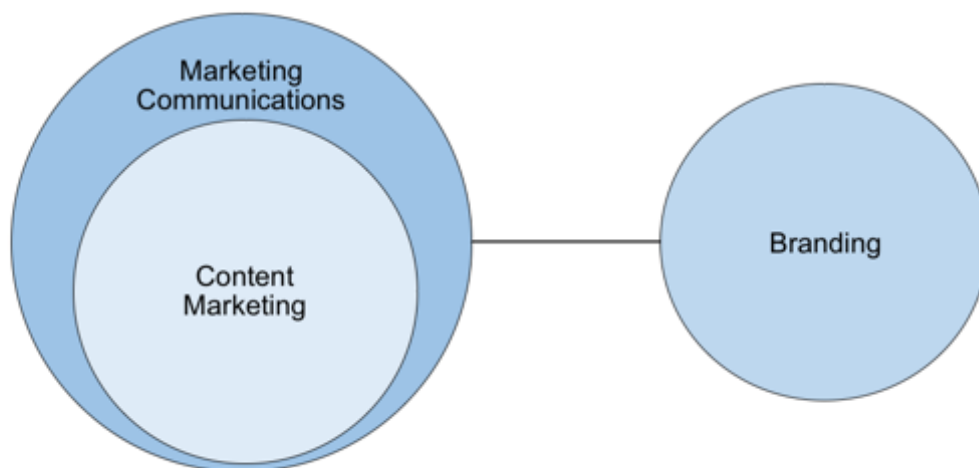 Marketing
Communications
Content
Marketing
Branding